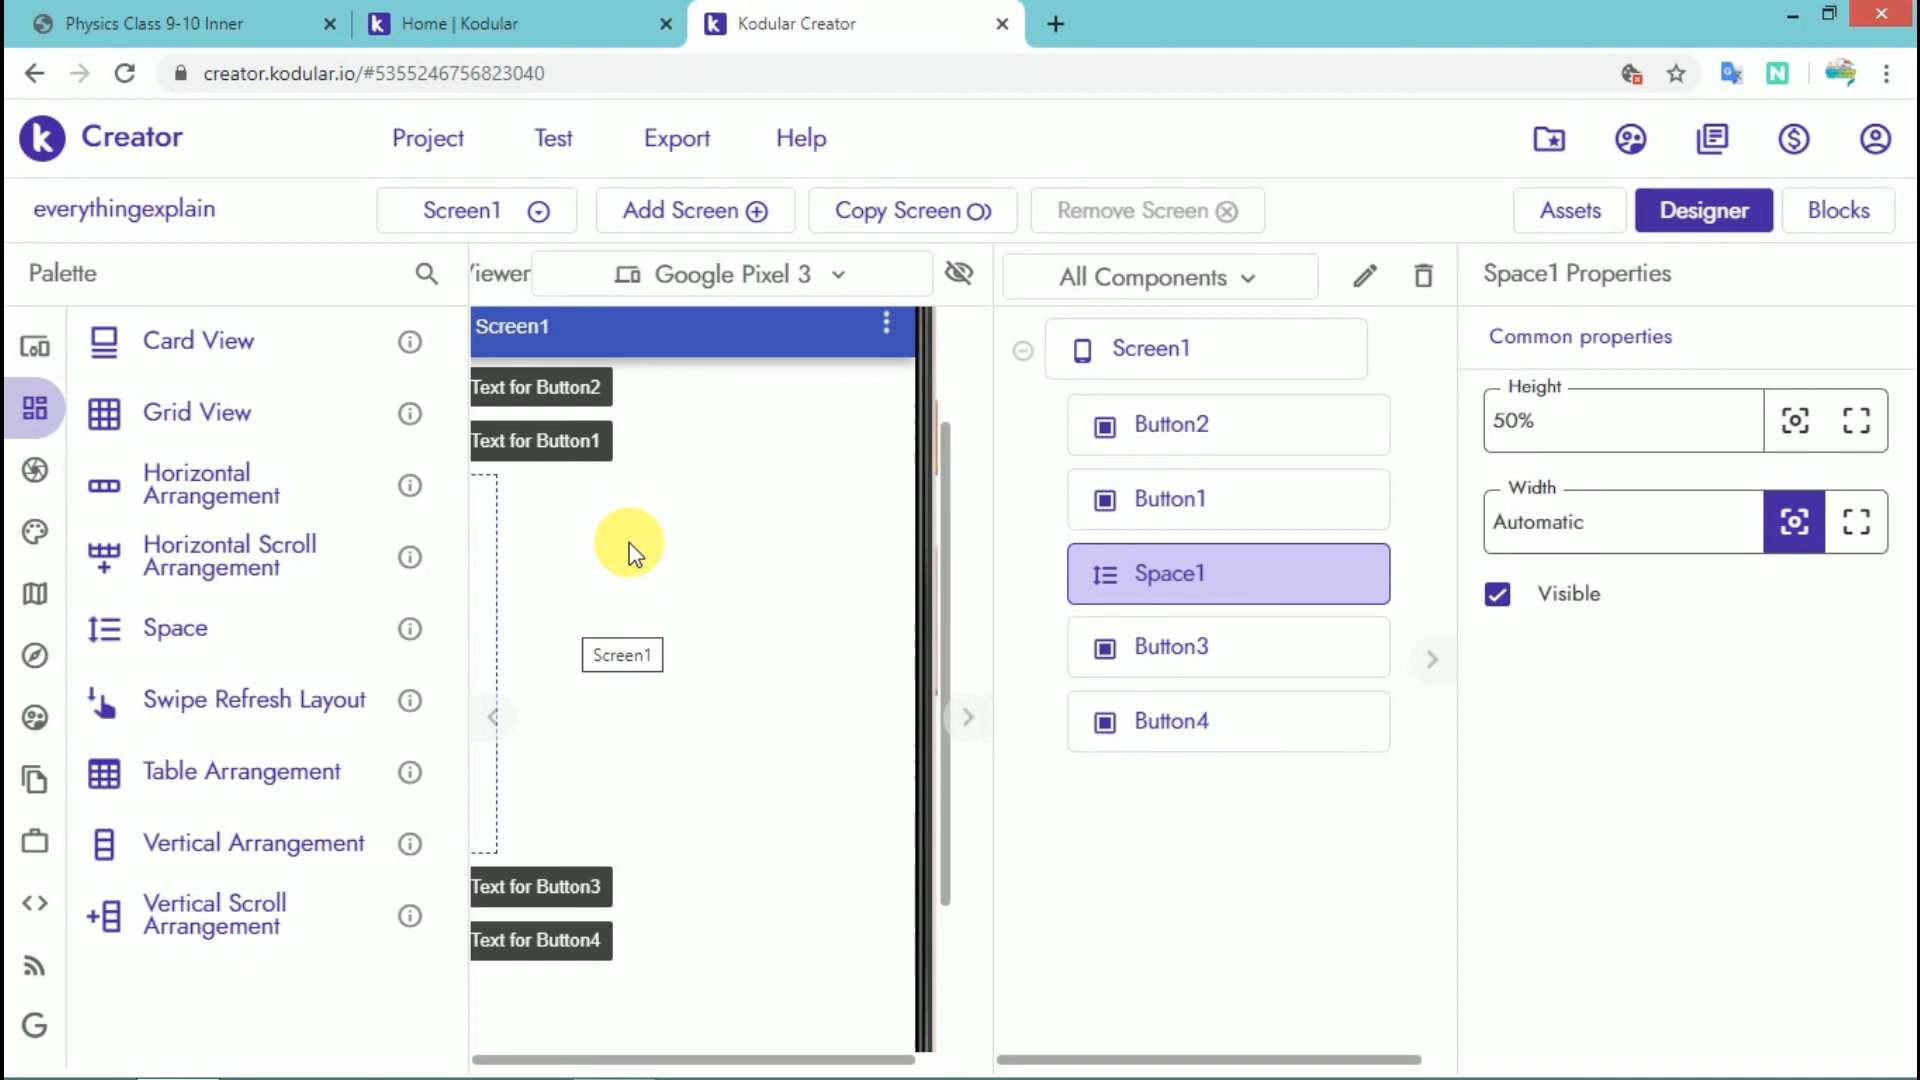 Physics Class 9-10 Inner
Home | Kodular
Kodular Creator
creator.kodular.io/#5355246756823040
Creator
Project
Test
Export
Help
everythingexplain
Screen1
Add Screen
Copy Screen
Remove Screen
Assets
Designer
Blocks
Palette
Viewer
Google Pixel 3
All Components
Space1 Properties
Card View
Grid View
Horizontal
Arrangement
Horizontal Scroll
Arrangement
Space
Swipe Refresh Layout
Table Arrangement
Vertical Arrangement
Vertical Scroll
Arrangement
Screen1
Text for Button2
Text for Button1
Screen1
Text for Button3
Text for Button4
Screen1
Button2
Button1
Space1
Button3
Button4
Common properties
Height
50%
Width
Automatic
Visible